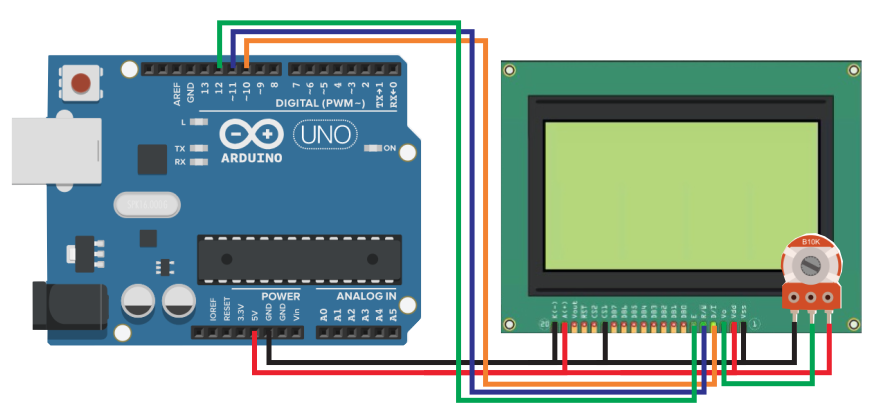 AREF
GND
13
12
~11
~10
~9
8
7
~6
~5
4
~3
2
TX→1
RX←0
DIGITAL (PWM~)
L
TX
RX
ARDUINO
UNO
ON
B10K
POWER
ANALOG IN
IOREF
RESET
3.3V
5V
GND
GND
Vin
A0
A1
A2
A3
A4
A5
K(-)
A(+)
Vout
RST
CS2
CS1
DB7
DB6
DB5
DB4
DB3
DB2
DB1
DB0
E
R/W
D/I
Vo
Vdd
Vss
20
1